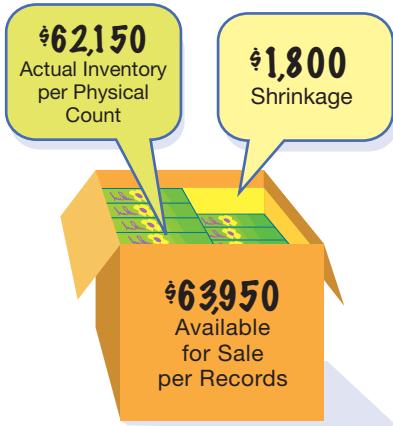 $62,150
Actual Inventory
per Physical
Count
$1,800
Shrinkage
$63,950
Available
for Sale
per Records